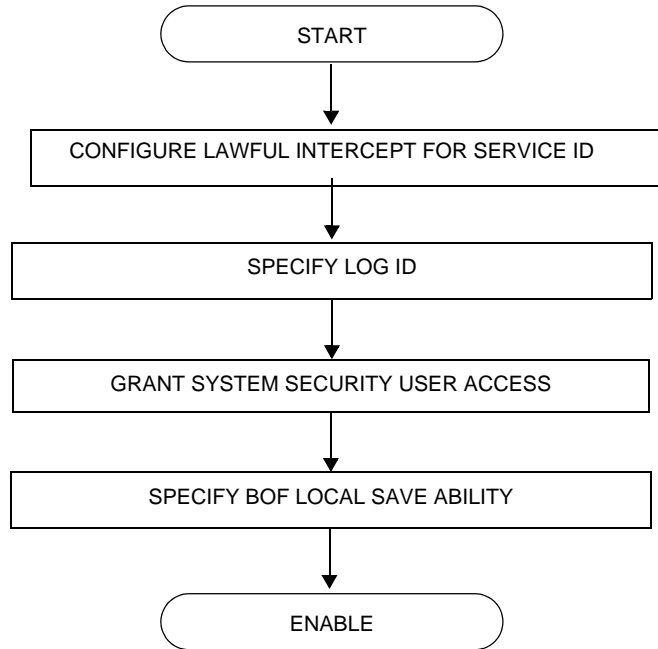 START
CONFIGURE LAWFUL INTERCEPT FOR SERVICE ID
SPECIFY LOG ID
GRANT SYSTEM SECURITY USER ACCESS
SPECIFY BOF LOCAL SAVE ABILITY
ENABLE